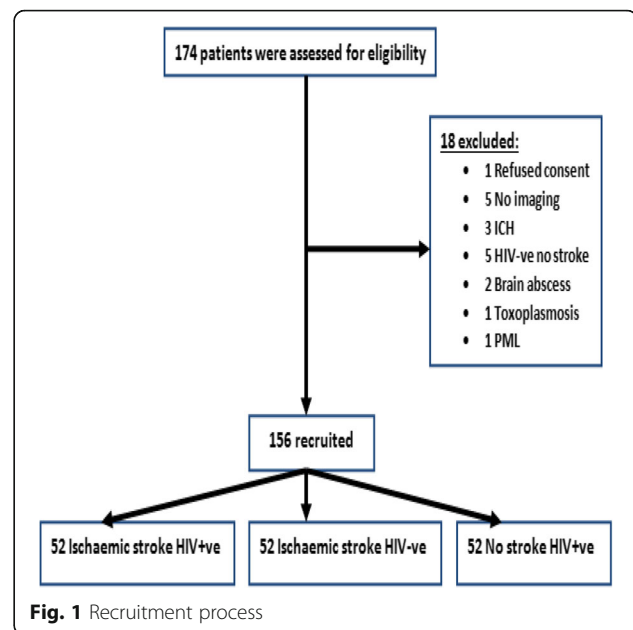 174 patients were assessed for eligibility
18 excluded:
• 1 Refused consent
• 5 No imaging
• 3 ICH
• 5 HIV-ve no stroke
• 2 Brain abscess
• 1 Toxoplasmosis
• 1 PML
156 recruited
52 Ischaemic stroke HIV+ve
52 Ischaemic stroke HIV-ve
52 No stroke HIV+ve
Fig. 1 Recruitment process